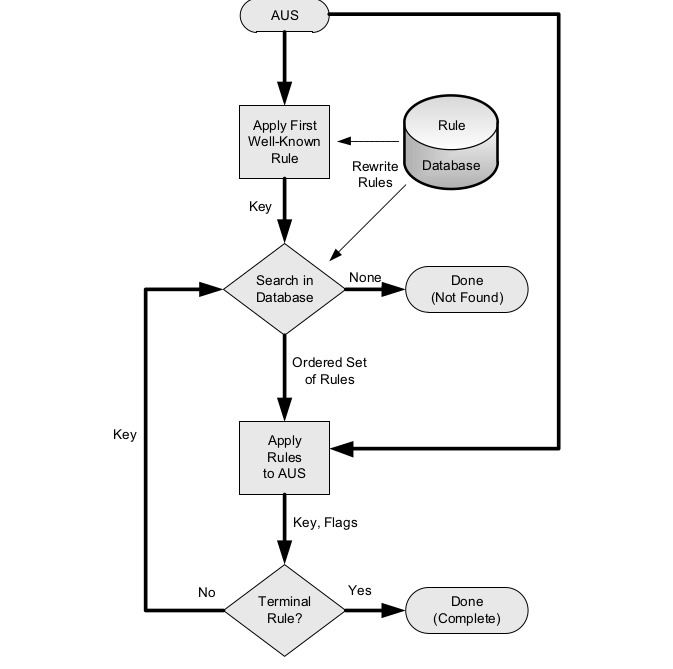 AUS
Apply First
Well-Known
Rule
Rule
Database
Rewrite
Rules
Key
Search in
Database
None
Done
(Not Found)
Ordered Set
of Rules
Key
Apply
Rules
to AUS
Key, Flags
No
Terminal
Rule?
Yes
Done
(Complete)